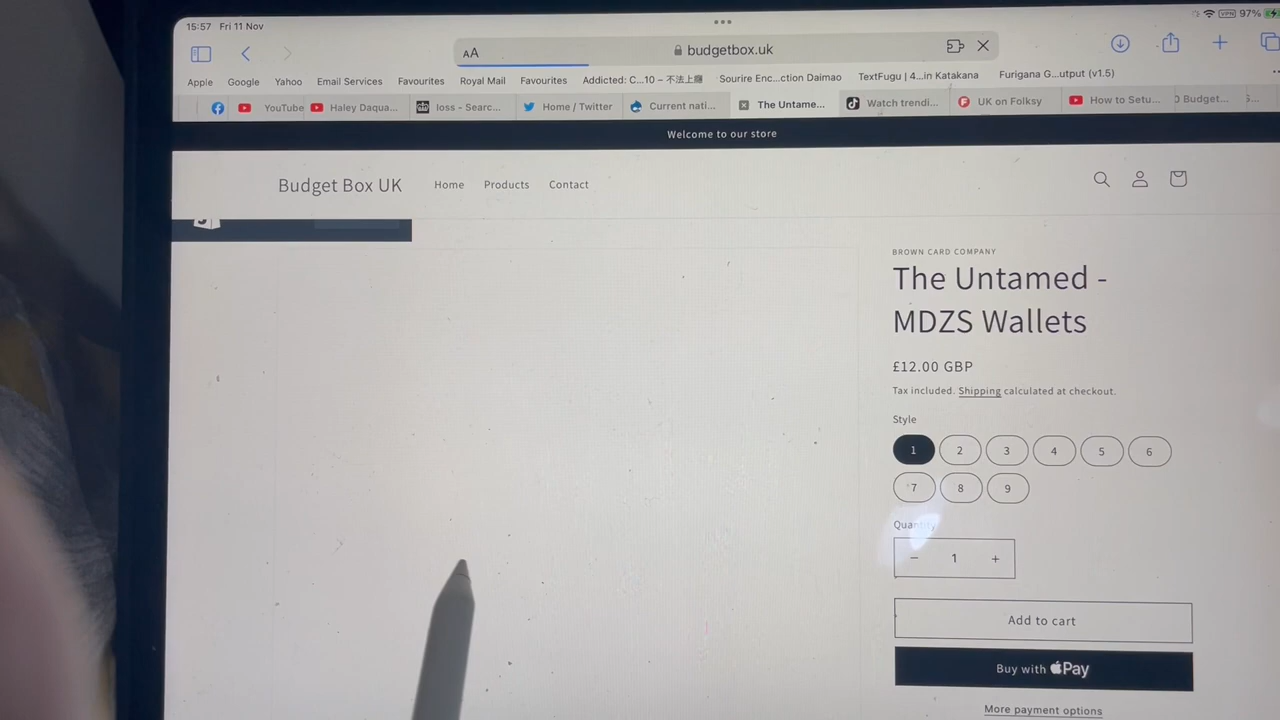 15:57 Fri 11 Nov
VPN 97%
AA budgetbox.uk
Apple Google Yahoo Email Services Favourites Royal Mail Favourites Addicted: C...10 – 不法上癮 Sourire Enc...ction Daimao TextFugu | 4...in Katakana Furigana G...utput (v1.5)
YouTube Haley Daqua... Ioss - Searc... Home / Twitter Current nati... The Untame... Watch trendi... UK on Folksy How to Setu... Budget...
Welcome to our store
Budget Box UK Home Products Contact
BROWN CARD COMPANY
The Untamed -
MDZS Wallets
£12.00 GBP
Tax included. Shipping calculated at checkout.
Style
1 2 3 4 5 6
7 8 9
Quantity
− 1 +
Add to cart
Buy with Pay
More payment options